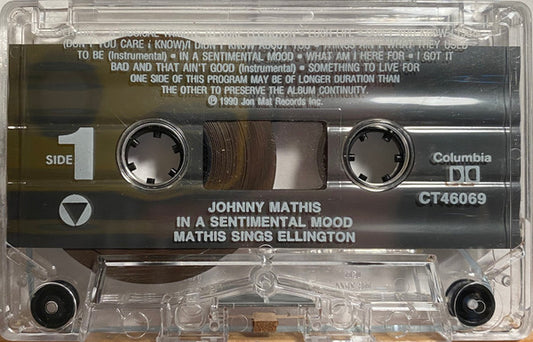 (DON'T YOU CARE i KNOW)/I DIDN'T KNOW ABOUT YOU • THINGS AIN'T WHAT THEY USED
TO BE (Instrumental) • IN A SENTIMENTAL MOOD • WHAT AM I HERE FOR • I GOT IT
BAD AND THAT AIN'T GOOD (Instrumental) • SOMETHING TO LIVE FOR
ONE SIDE OF THIS PROGRAM MAY BE OF LONGER DURATION THAN
THE OTHER TO PRESERVE THE ALBUM CONTINUITY.
℗ 1990 Jon Mat Records Inc.
SIDE 1
Columbia
CT46069
JOHNNY MATHIS
IN A SENTIMENTAL MOOD
MATHIS SINGS ELLINGTON